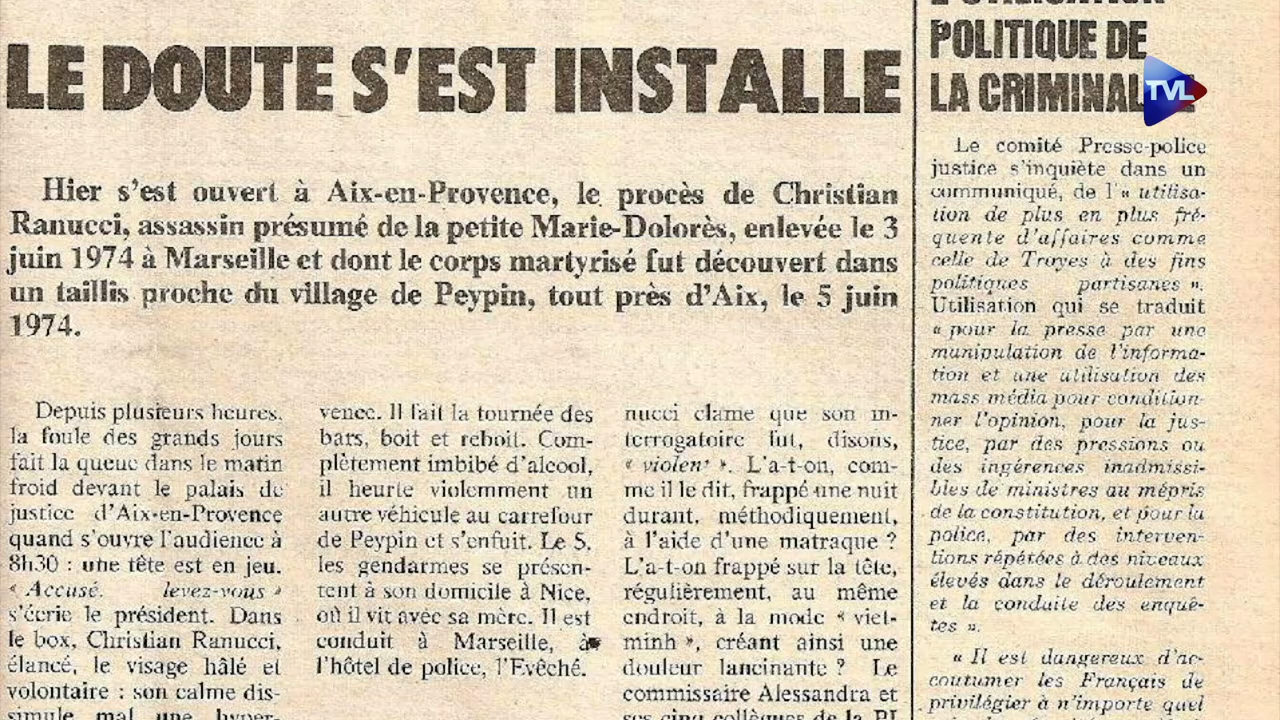 LE DOUTE S'EST INSTALLE
Hier s'est ouvert à Aix-en-Provence, le procès de Christian
Ranucci, assassin présumé de la petite Marie-Dolorès, enlevée le 3
juin 1974 à Marseille et dont le corps martyrisé fut découvert dans
un taillis proche du village de Peypin, tout près d'Aix, le 5 juin
1974.
Depuis plusieurs heures,
la foule des grands jours
fait la queue dans le matin
froid devant le palais de
justice d'Aix-en-Provence
quand s'ouvre l'audience à
8h30 : une tête est en jeu.
« Accusé, levez-vous »
s'écrie le président. Dans
le box, Christian Ranucci,
élancé, le visage hâlé et
volontaire : son calme dis-
simule mal une hyper-
vence. Il fait la tournée des
bars, boit et reboit. Com-
plètement imbibé d'alcool,
il heurte violemment un
autre véhicule au carrefour
de Peypin et s'enfuit. Le 5,
les gendarmes se présen-
tent à son domicile à Nice,
où il vit avec sa mère. Il est
conduit à Marseille, à
l'hôtel de police, l'Evêché.
nucci clame que son in-
terrogatoire fut, disons,
« violent ». L'a-t-on, com-
me il le dit, frappé une nuit
durant, méthodiquement,
à l'aide d'une matraque ?
L'a-t-on frappé sur la tête,
régulièrement, au même
endroit, à la mode « viet-
minh », créant ainsi une
douleur lancinante ? Le
commissaire Alessandra et
ses cinq collègues de la PJ
L'UTILISATION
POLITIQUE DE
LA CRIMINALITE
TVL
Le comité Presse-police
justice s'inquiète dans un
communiqué, de l'« utilisa-
tion de plus en plus fré-
quente d'affaires comme
celle de Troyes à des fins
politiques partisanes ».
Utilisation qui se traduit
« pour la presse par une
manipulation de l'informa-
tion et une utilisation des
mass média pour condition-
ner l'opinion, pour la jus-
tice, par des pressions ou
des ingérences inadmissi-
bles de ministres au mépris
de la constitution, et pour la
police, par des interven-
tions répétées à des niveaux
élevés dans le déroulement
et la conduite des enquê-
tes ».
« Il est dangereux d'ac-
coutumer les Français de
privilégier à n'importe quel